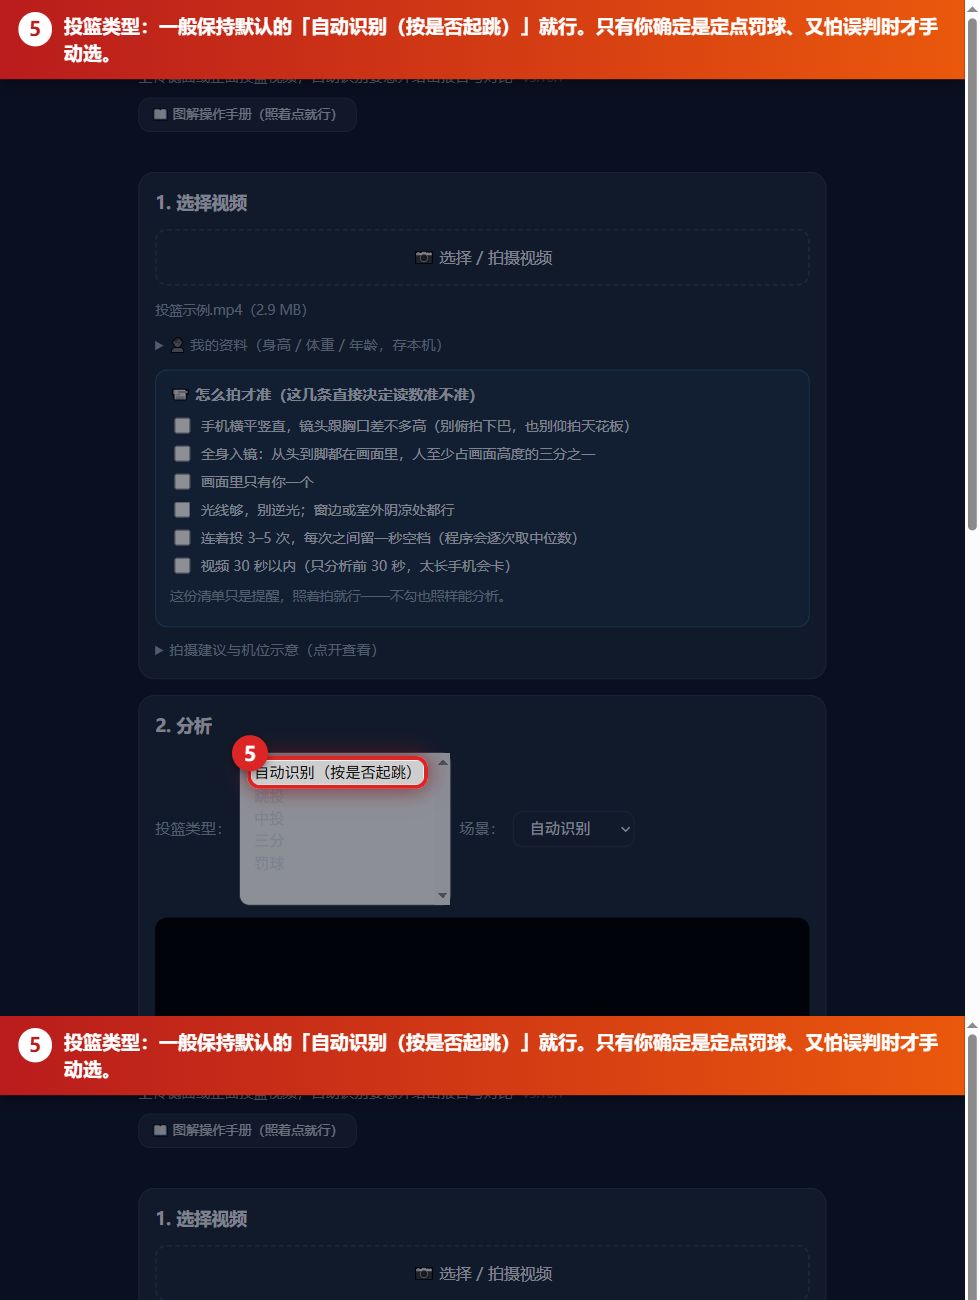 5 投篮类型：一般保持默认的「自动识别（按是否起跳）」就行。只有你确定是定点罚球、又怕误判时才手
动选。
图解操作手册（照着点就行）
1. 选择视频
选择 / 拍摄视频
投篮示例.mp4（2.9 MB）
我的资料（身高 / 体重 / 年龄，存本机）
怎么拍才准（这几条直接决定读数准不准）
手机横平竖直，镜头跟胸口差不多高（别俯拍下巴，也别仰拍天花板）
全身入镜：从头到脚都在画面里，人至少占画面高度的三分之一
画面里只有你一个
光线够，别逆光；窗边或室外阴凉处都行
连着投 3–5 次，每次之间留一秒空档（程序会逐次取中位数）
视频 30 秒以内（只分析前 30 秒，太长手机会卡）
这份清单只是提醒，照着拍就行——不勾也照样能分析。
拍摄建议与机位示意（点开查看）
2. 分析
5
自动识别（按是否起跳）
跳投
中投
三分
罚球
投篮类型：
场景：
自动识别
5 投篮类型：一般保持默认的「自动识别（按是否起跳）」就行。只有你确定是定点罚球、又怕误判时才手
动选。
图解操作手册（照着点就行）
1. 选择视频
选择 / 拍摄视频